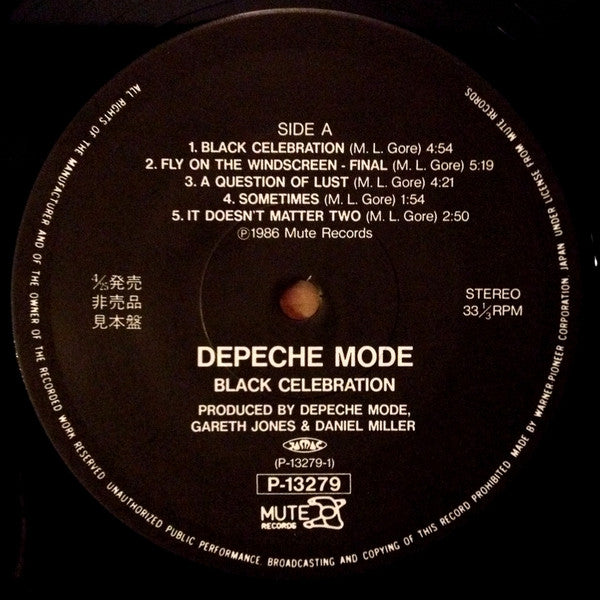 SIDE A
1. BLACK CELEBRATION (M. L. Gore) 4:54
2. FLY ON THE WINDSCREEN - FINAL (M. L. Gore) 5:19
3. A QUESTION OF LUST (M. L. Gore) 4:21
4. SOMETIMES (M. L. Gore) 1:54
5. IT DOESN'T MATTER TWO (M. L. Gore) 2:50
Ⓟ1986 Mute Records
4/25発売
非売品
見本盤
STEREO
33 1/3 RPM
DEPECHE MODE
BLACK CELEBRATION
PRODUCED BY DEPECHE MODE,
GARETH JONES & DANIEL MILLER
JASRAC
(P-13279-1)
P-13279
MUTE
RECORDS
ALL RIGHTS OF THE MANUFACTURER AND OF THE OWNER OF THE RECORDED WORK RESERVED. UNAUTHORIZED PUBLIC PERFORMANCE. BROADCASTING AND COPYING OF THIS RECORD PROHIBITED. MADE BY WARNER-PIONEER CORPORATION. JAPAN UNDER LICENSE FROM MUTE RECORDS